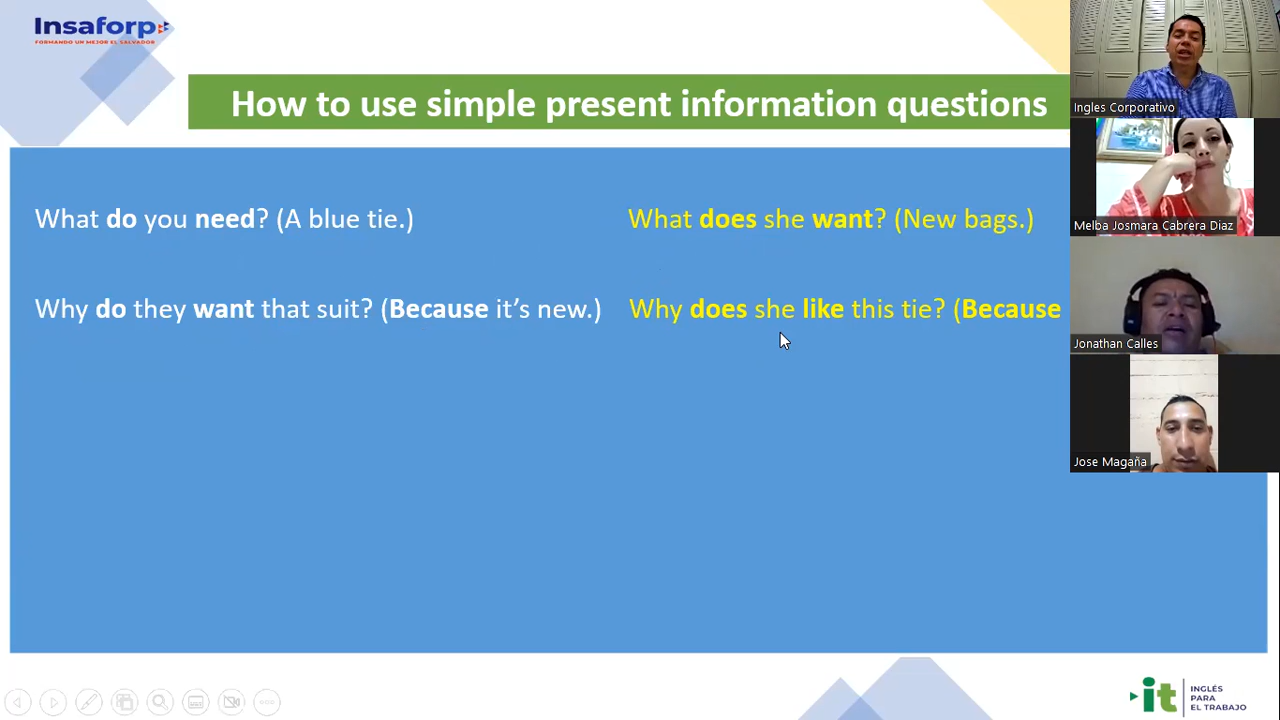 Insaforp
FORMANDO UN MEJOR EL SALVADOR
How to use simple present information questions
What do you need? (A blue tie.)
What does she want? (New bags.)
Why do they want that suit? (Because it's new.)
Why does she like this tie? (Because
Ingles Corporativo
Melba Josmara Cabrera Diaz
Jonathan Calles
Jose Magaña
it
INGLÉS
PARA
EL TRABAJO